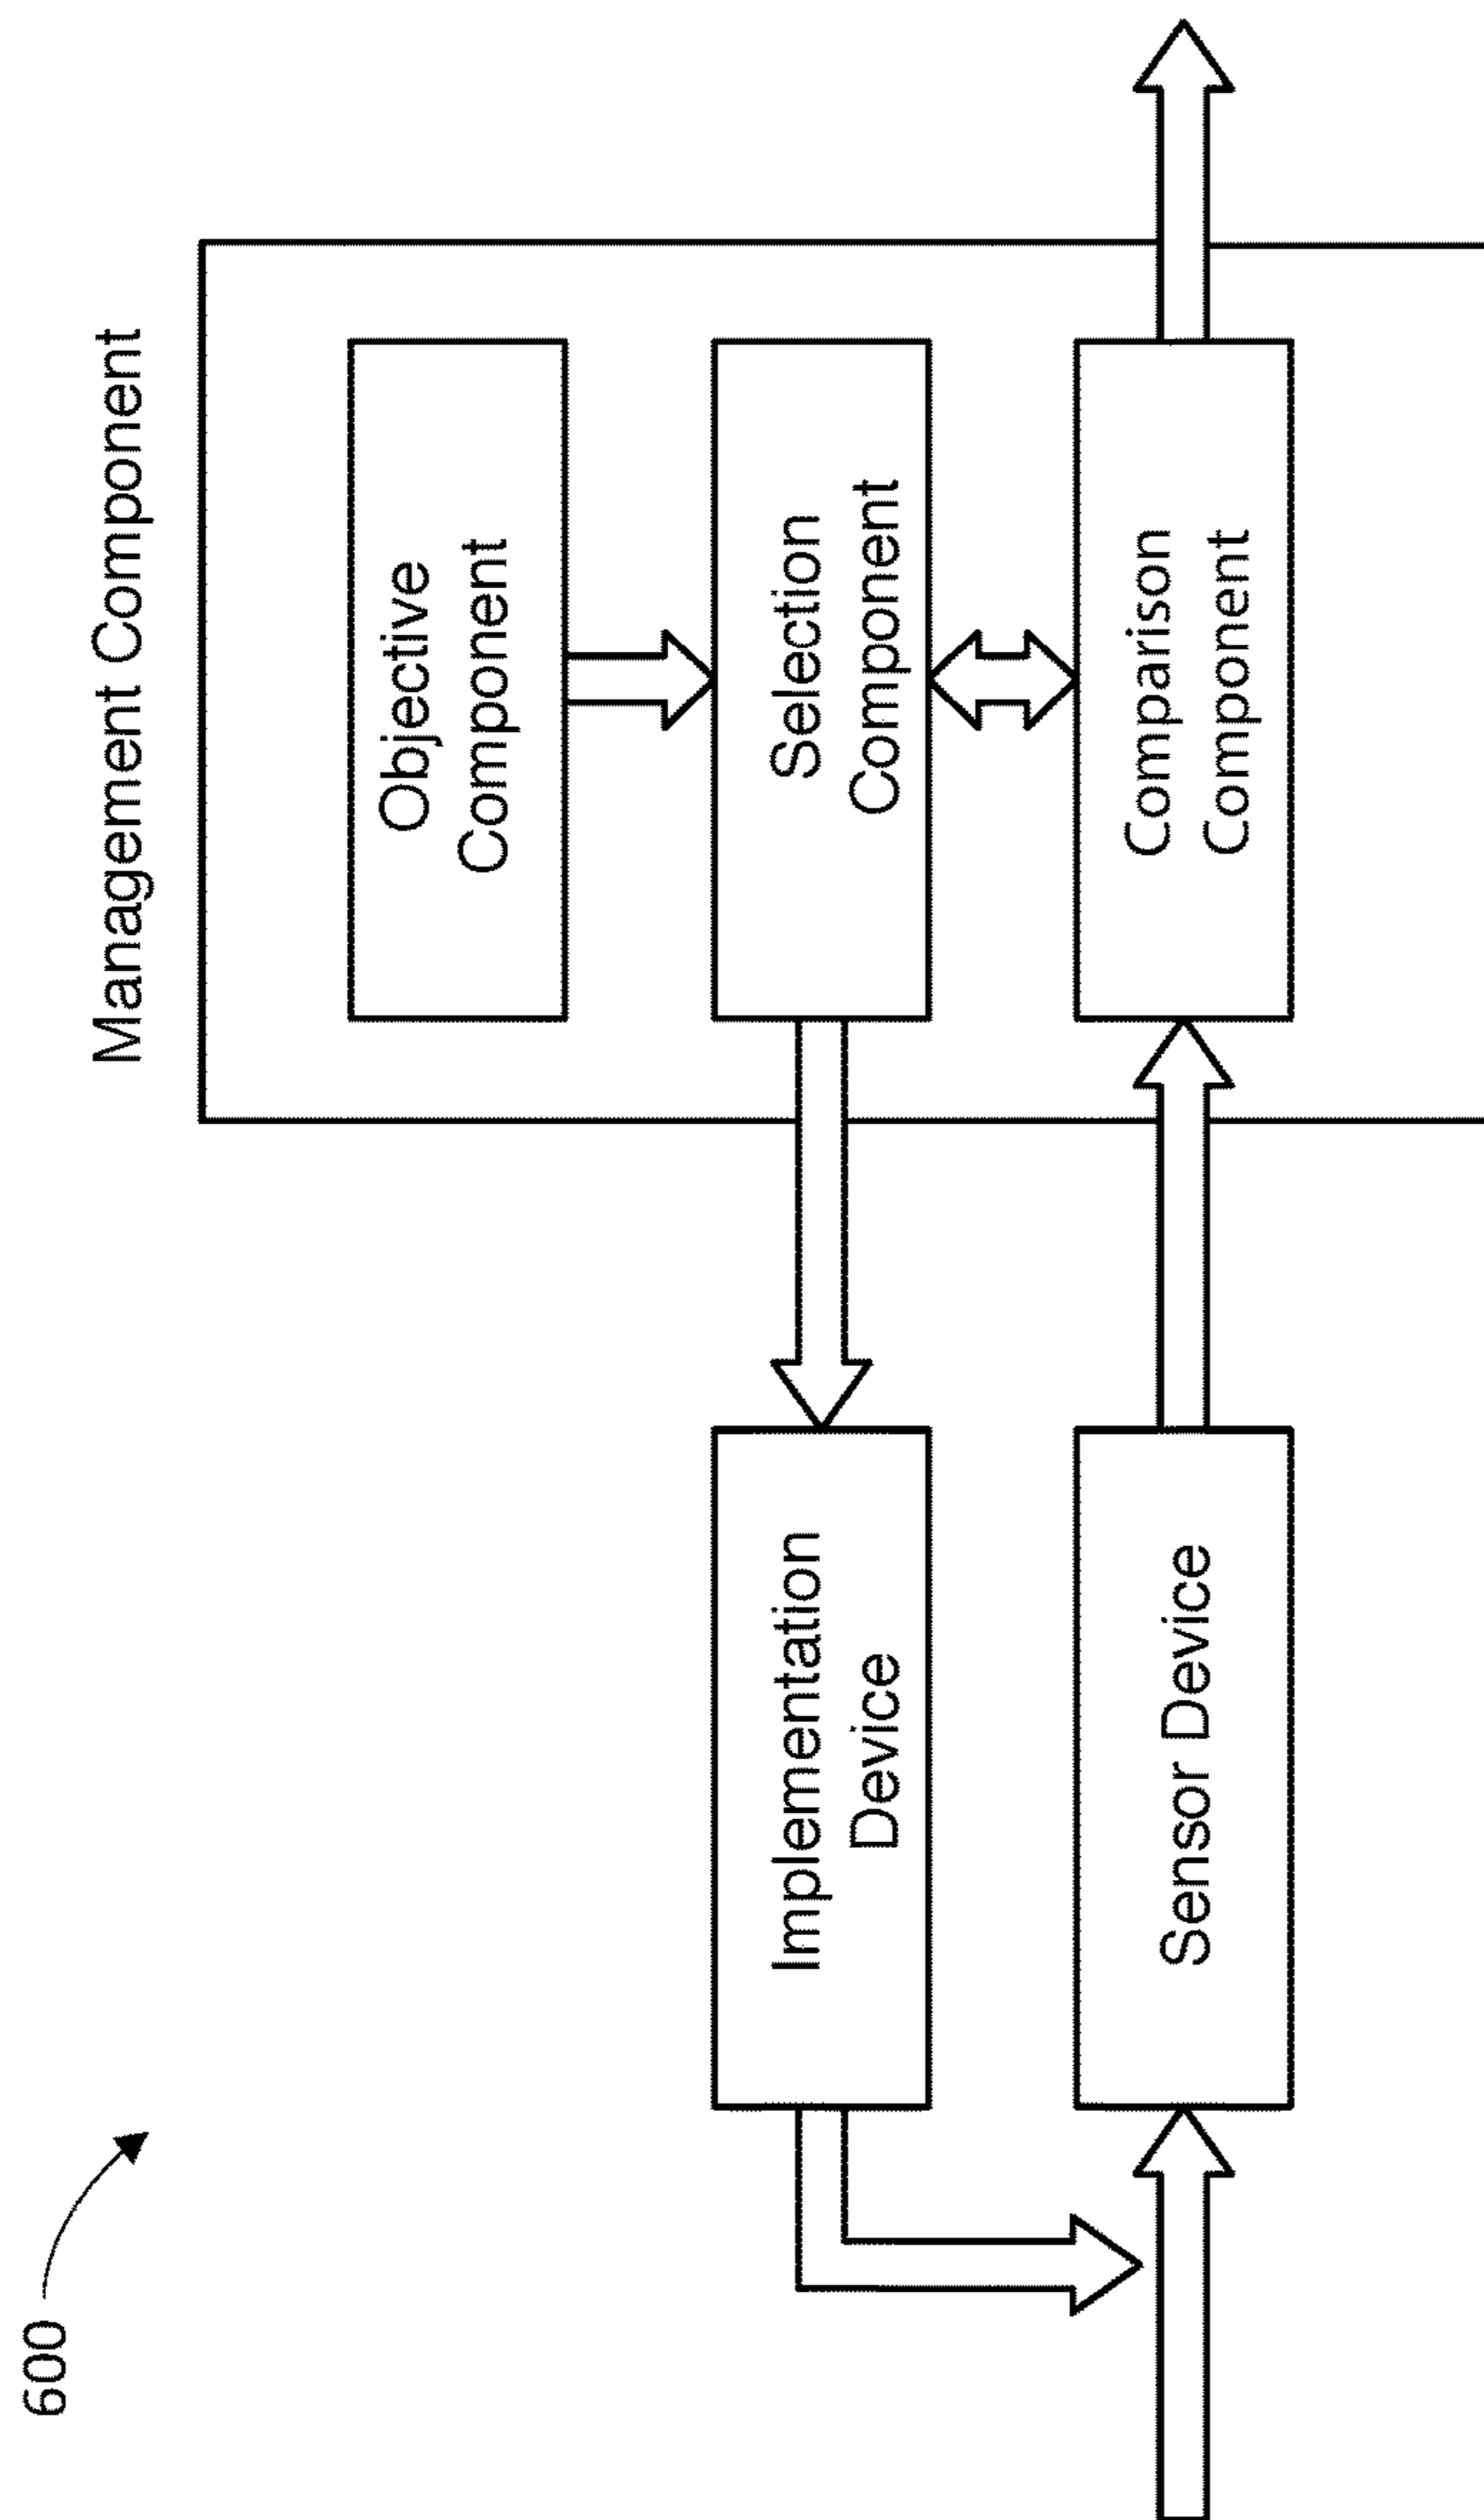 600
Management Component
Objective
Component
Implementation
Device
Selection
Component
Sensor Device
Comparison
Component